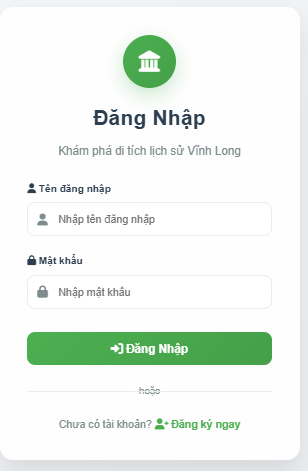 Đăng Nhập
Khám phá di tích lịch sử Vĩnh Long
Tên đăng nhập
Nhập tên đăng nhập
Mật khẩu
Nhập mật khẩu
Đăng Nhập
hoặc
Chưa có tài khoản? Đăng ký ngay